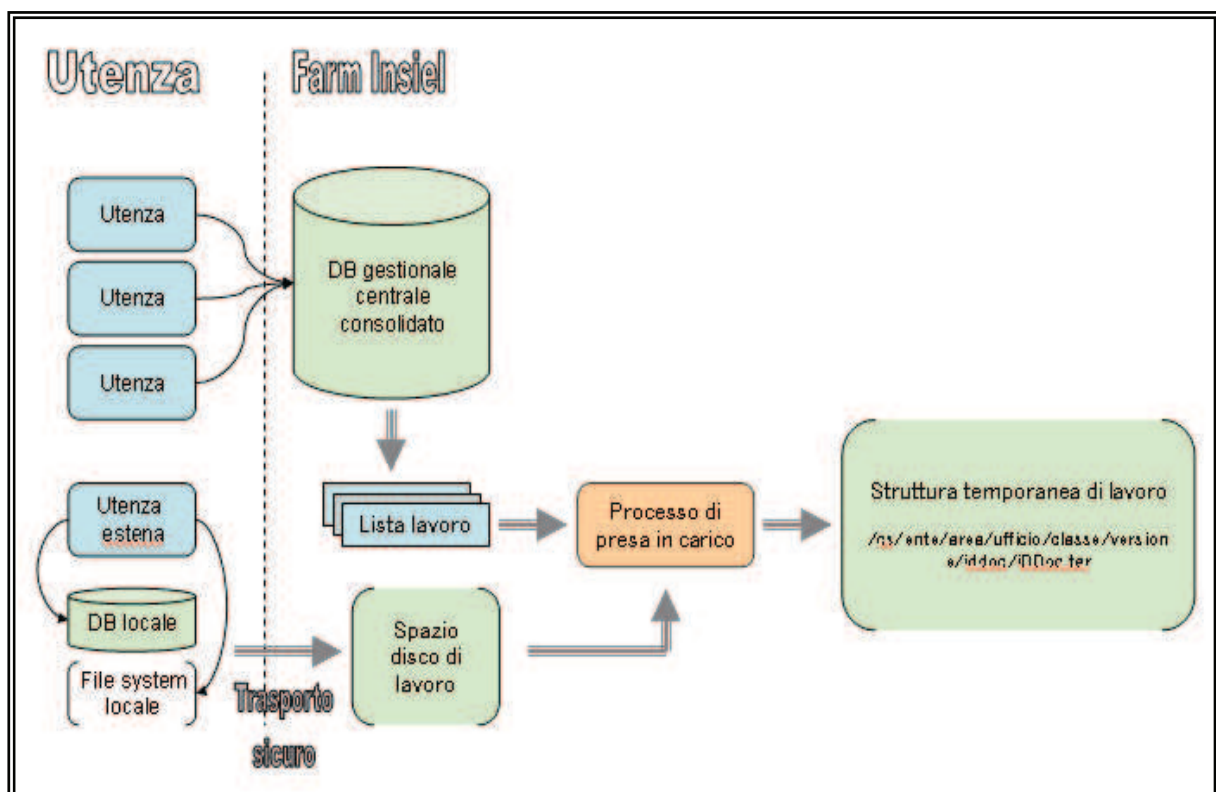 Utenza
Farm Insiel
Utenza
Utenza
Utenza
DB gestionale
centrale
consolidato
Utenza
estena
DB locale
File system
locale
Trasporto
sicuro
Lista lavoro
Spazio
disco di
lavoro
Processo di
presa in carico
Struttura temporanea di lavoro
/gs/ente/area/ufficio/classe/version
e/iddoc/iDDoc.ter